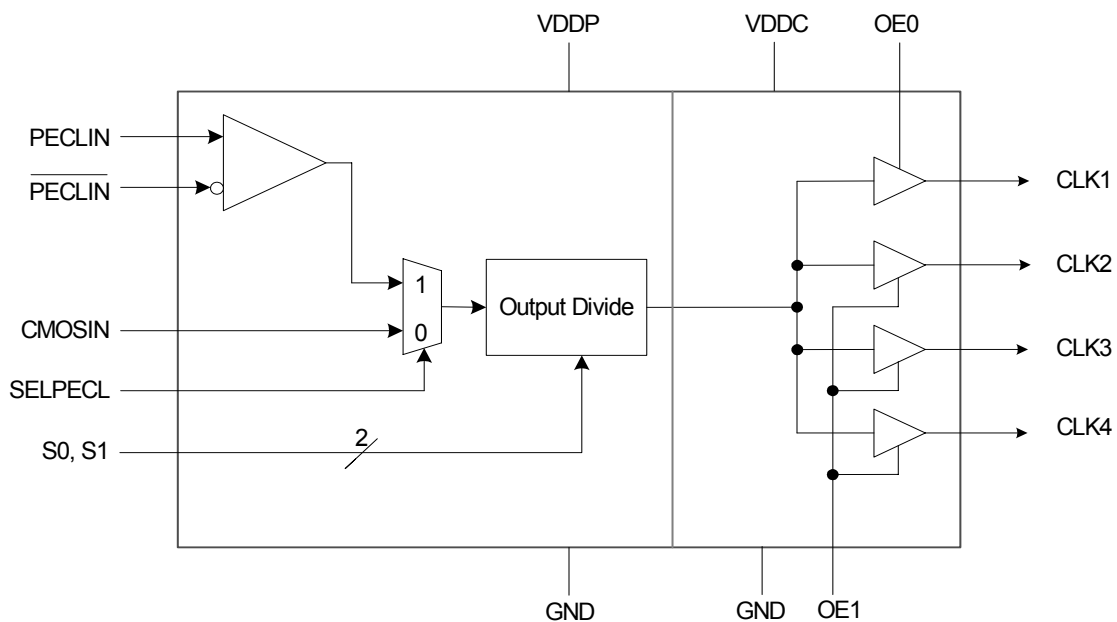 VDDP
VDDC
OE0
PECLIN
PECLIN
CMOSIN
SELPECL
S0, S1
2
1
0
Output Divide
CLK1
CLK2
CLK3
CLK4
GND
GND
OE1